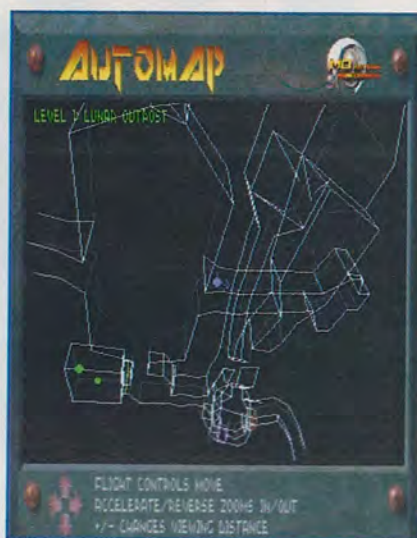 AUTOMAP
LEVEL 1: LUNAR OUTPOST
FLIGHT CONTROLS MOVE
ACCELERATE/REVERSE ZOOMS IN/OUT
+/- CHANGES VIEWING DISTANCE